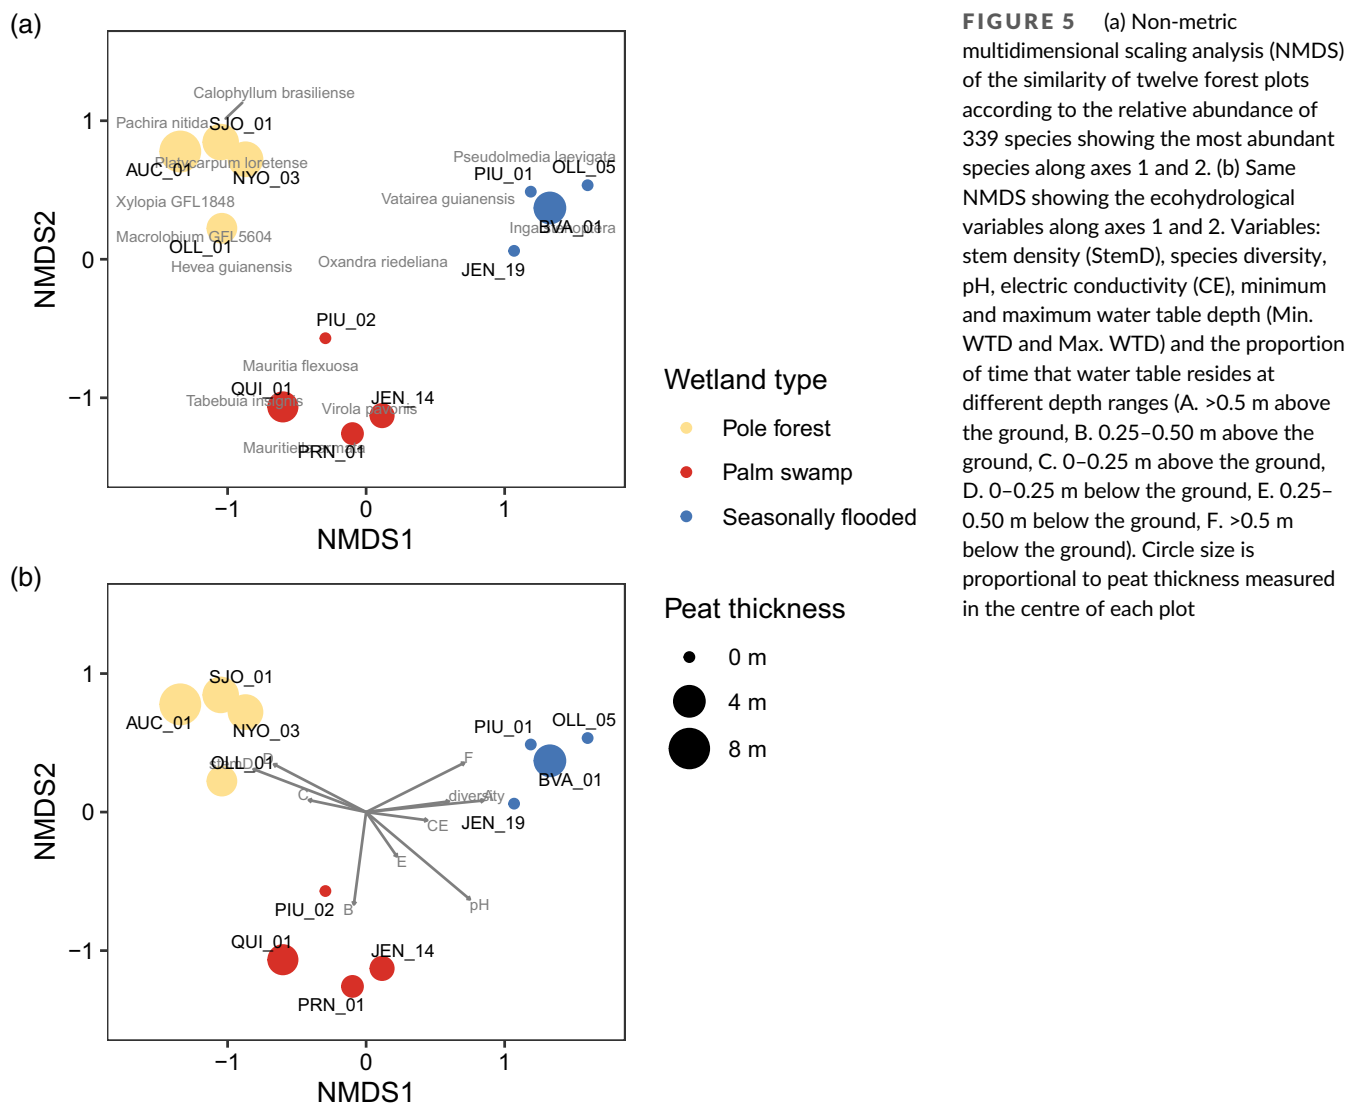 (a)
Calophyllum brasiliense
Pachira nitida
SJO_01
Platycarpum loretense
AUC_01
NYO_03
Xylopia GFL1848
Macrolobium GFL5604
OLL_01
Hevea guianensis
Pseudolmedia laevigata
PIU_01
OLL_05
Vatairea guianensis
BVA_01
Oxandra riedeliana
JEN_19
PIU_02
Mauritia flexuosa
QUI_01
JEN_14
Tabebuia insignis
Virola pavonis
Mauritiella armata
PRN_01
1
0
−1
NMDS2
−1
0
1
NMDS1
Wetland type
Pole forest
Palm swamp
Seasonally flooded
(b)
SJO_01
AUC_01
NYO_03
OLL_01
stemD
D
C
PIU_01
OLL_05
F
BVA_01
diversity
A
CE
JEN_19
E
PIU_02
B
pH
QUI_01
JEN_14
PRN_01
1
0
−1
NMDS2
−1
0
1
NMDS1
Peat thickness
0 m
4 m
8 m
FIGURE 5 (a) Non-metric
multidimensional scaling analysis (NMDS)
of the similarity of twelve forest plots
according to the relative abundance of
339 species showing the most abundant
species along axes 1 and 2. (b) Same
NMDS showing the ecohydrological
variables along axes 1 and 2. Variables:
stem density (StemD), species diversity,
pH, electric conductivity (CE), minimum
and maximum water table depth (Min.
WTD and Max. WTD) and the proportion
of time that water table resides at
different depth ranges (A. >0.5 m above
the ground, B. 0.25–0.50 m above the
ground, C. 0–0.25 m above the ground,
D. 0–0.25 m below the ground, E. 0.25–
0.50 m below the ground, F. >0.5 m
below the ground). Circle size is
proportional to peat thickness measured
in the centre of each plot